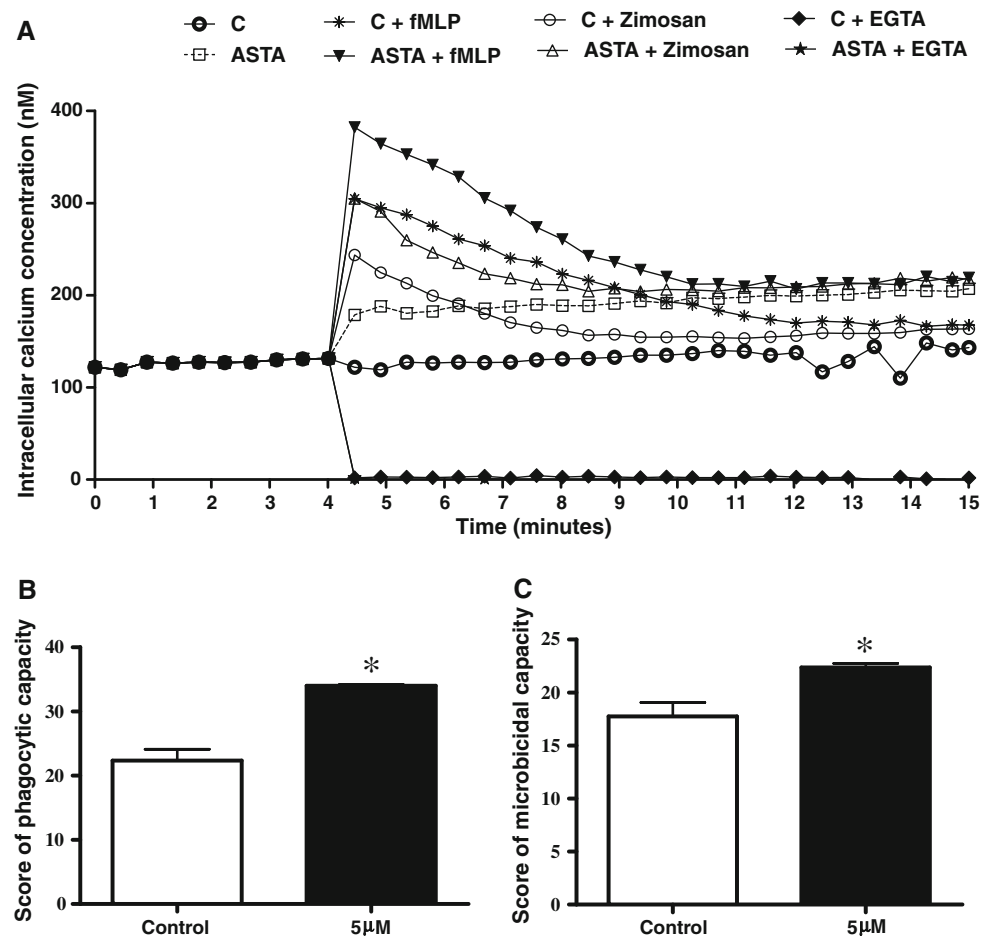 A
C
C + fMLP
C + Zimosan
C + EGTA
ASTA
ASTA + fMLP
ASTA + Zimosan
ASTA + EGTA
Intracellular calcium concentration (nM)
400
300
200
100
0
0 1 2 3 4 5 6 7 8 9 10 11 12 13 14 15
Time (minutes)
B
Score of phagocytic capacity
40
30
20
10
0
*
Control 5µM
C
Score of microbicidal capacity
25
20
15
10
5
0
*
Control 5µM